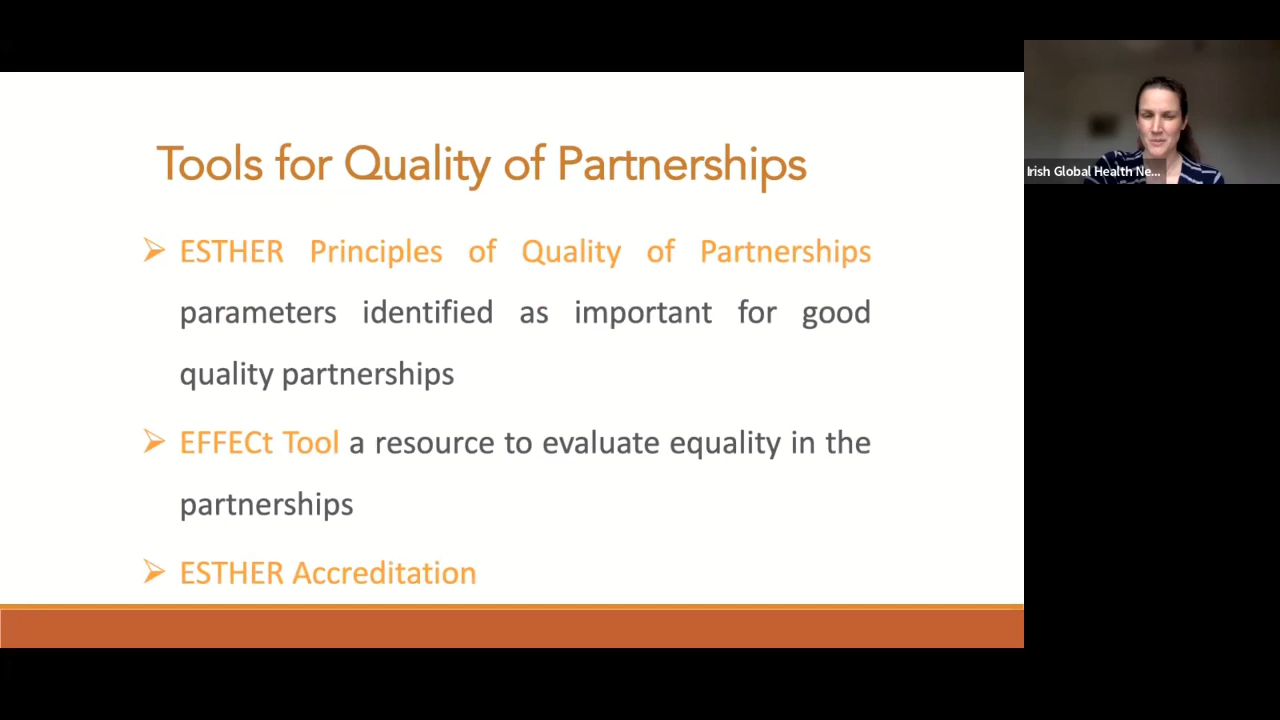 Tools for Quality of Partnerships
ESTHER Principles of Quality of Partnerships
parameters identified as important for good
quality partnerships
EFFECt Tool a resource to evaluate equality in the
partnerships
ESTHER Accreditation
Irish Global Health Ne...